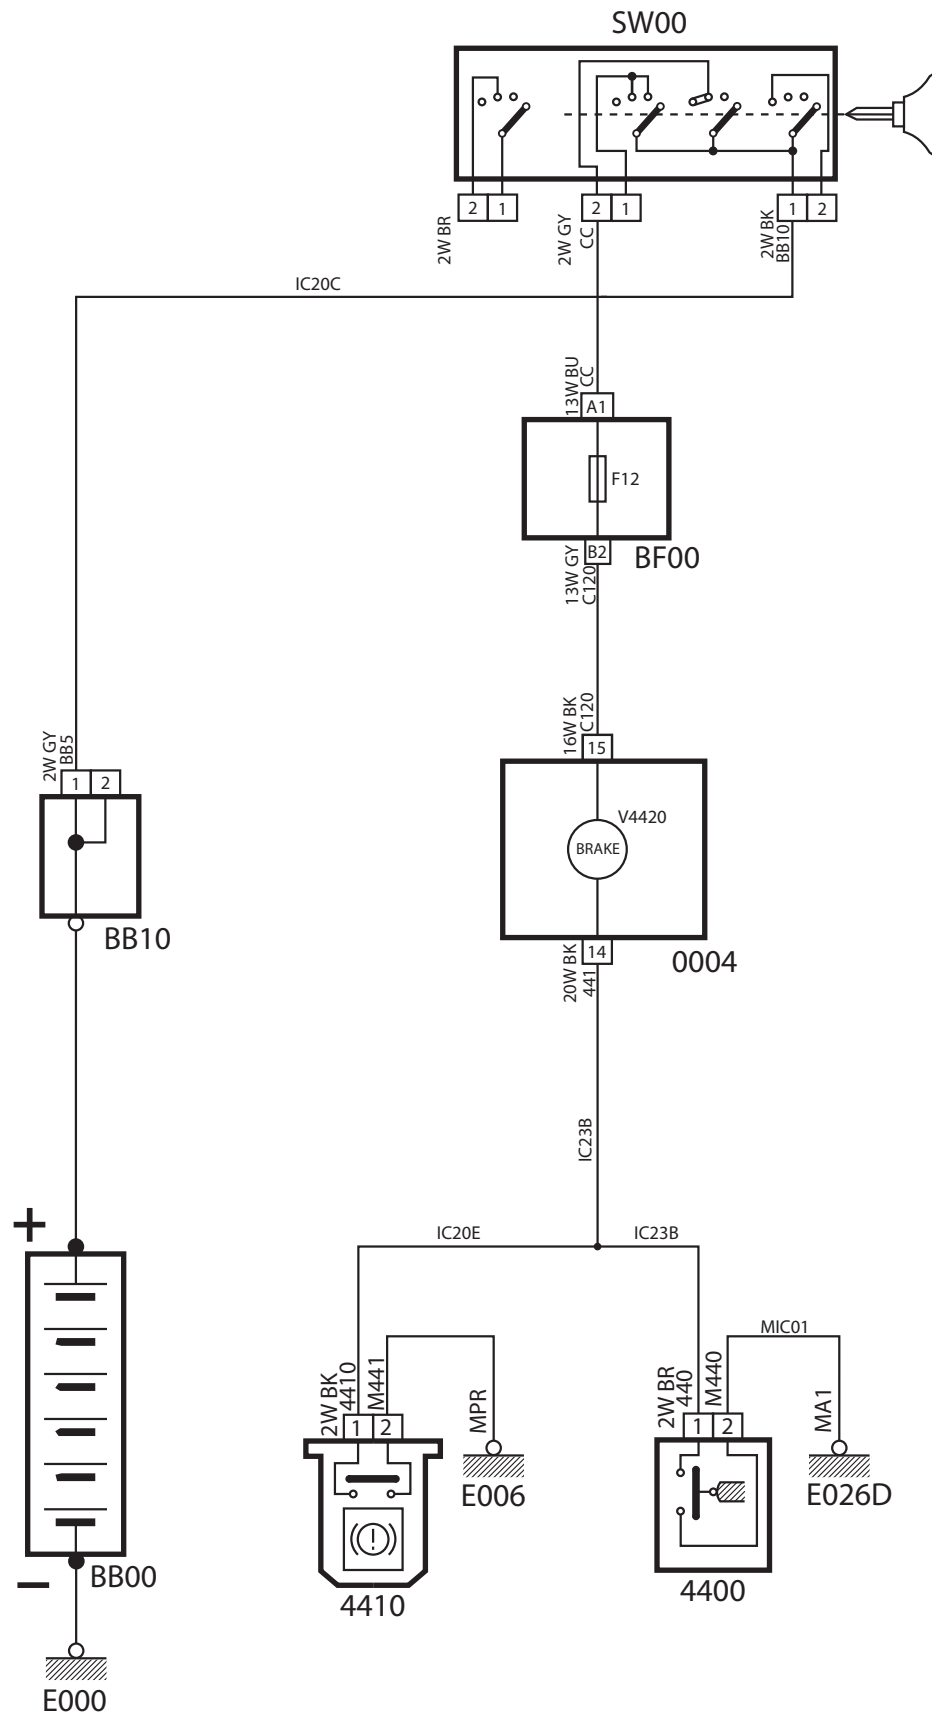 SW00
2 1
2 1
1 2
2W BR
2W GY
CC
2W BK
BB10
IC20C
13W BU
CC
A1
F12
BF00
B2
13W GY
C120
16W BK
C120
15
V4420
BRAKE
14
0004
20W BK
441
2W GY
BB5
1 2
BB10
IC23B
IC20E
IC23B
+
BB00
−
E000
2W BK
4410
M441
1 2
MPR
E006
4410
2W BR
440
M440
1 2
MIC01
MA1
E026D
4400